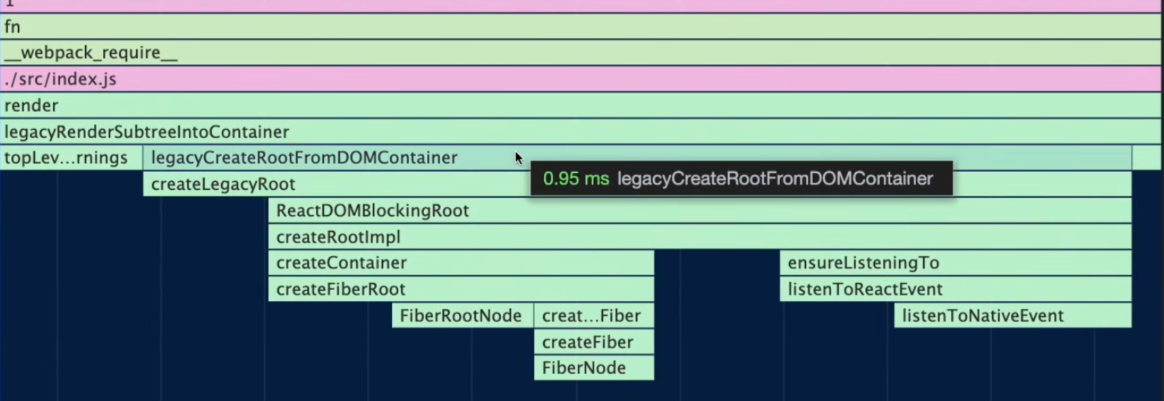 fn
__webpack_require__
./src/index.js
render
legacyRenderSubtreeIntoContainer
topLev...rnings legacyCreateRootFromDOMContainer
0.95 ms legacyCreateRootFromDOMContainer
createLegacyRoot
ReactDOMBlockingRoot
createRootImpl
createContainer ensureListeningTo
createFiberRoot listenToReactEvent
FiberRootNode creat...Fiber listenToNativeEvent
createFiber
FiberNode